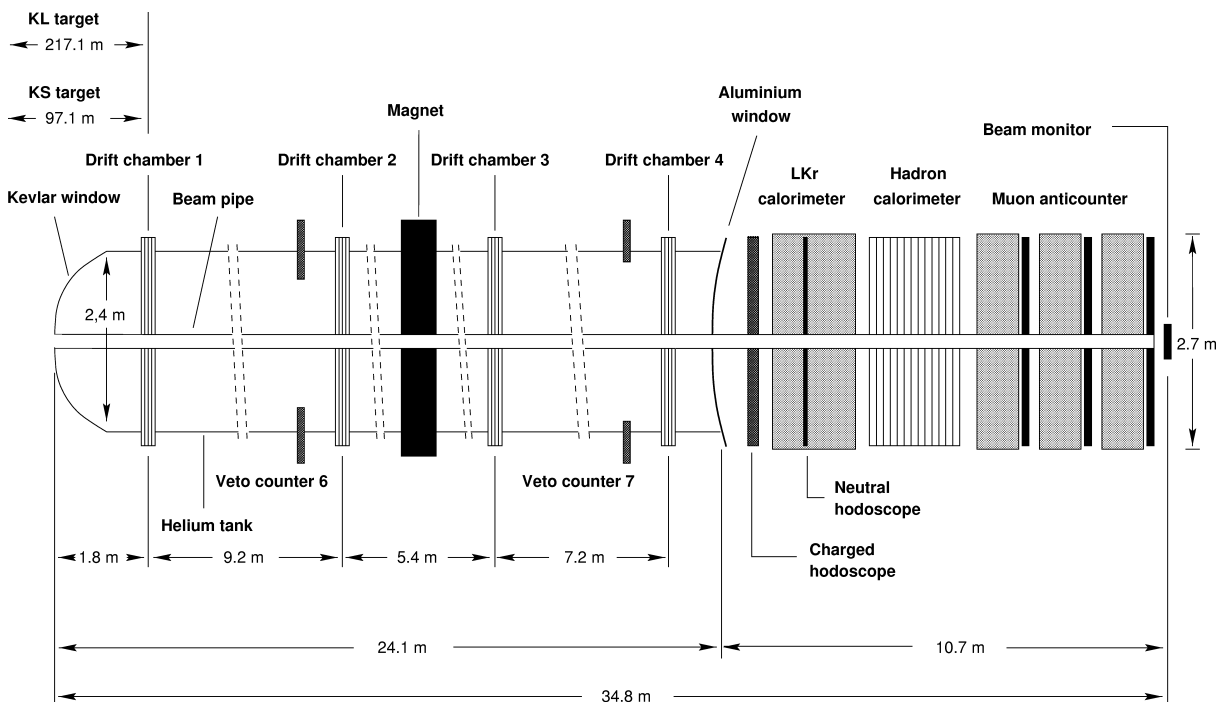 KL target
217.1 m
KS target
97.1 m
Magnet
Aluminium
window
Beam monitor
Drift chamber 1
Drift chamber 2
Drift chamber 3
Drift chamber 4
LKr
calorimeter
Hadron
calorimeter
Muon anticounter
Kevlar window
Beam pipe
2,4 m
2.7 m
Veto counter 6
Veto counter 7
Neutral
hodoscope
Helium tank
Charged
hodoscope
1.8 m
9.2 m
5.4 m
7.2 m
24.1 m
10.7 m
34.8 m